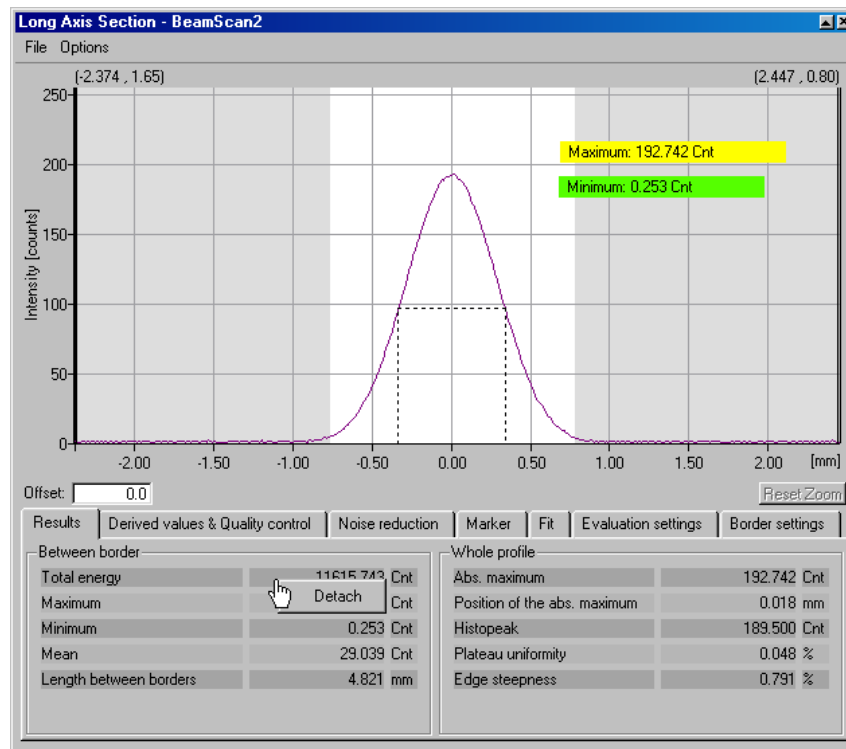 Long Axis Section - BeamScan2
File Options
(-2.374 , 1.65) (2.447 , 0.80)
250
200
150
100
50
0
Intensity [counts]
Maximum: 192.742 Cnt
Minimum: 0.253 Cnt
-2.00 -1.50 -1.00 -0.50 0.00 0.50 1.00 1.50 2.00 [mm]
Offset: 0.0 Reset Zoom
Results Derived values & Quality control Noise reduction Marker Fit Evaluation settings Border settings
Between border
Total energy 11615.743 Cnt
Maximum Cnt
Detach
Minimum 0.253 Cnt
Mean 29.039 Cnt
Length between borders 4.821 mm
Whole profile
Abs. maximum 192.742 Cnt
Position of the abs. maximum 0.018 mm
Histopeak 189.500 Cnt
Plateau uniformity 0.048 %
Edge steepness 0.791 %